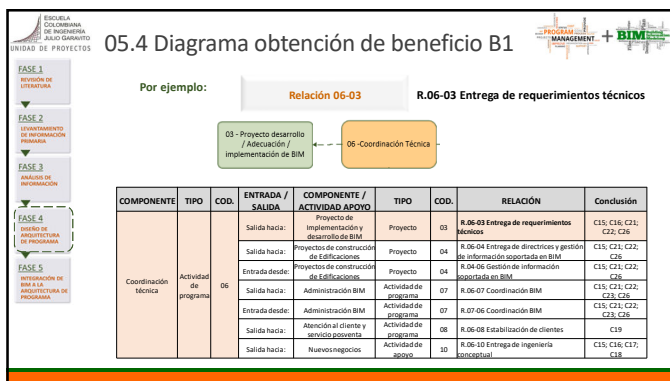 ESCUELA
COLOMBIANA
DE INGENIERÍA
JULIO GARAVITO
UNIDAD DE PROYECTOS
05.4 Diagrama obtención de beneficio B1
PROGRAM
MANAGEMENT
+
BIM
FASE 1
REVISIÓN DE
LITERATURA
FASE 2
LEVANTAMIENTO
DE INFORMACIÓN
PRIMARIA
FASE 3
ANÁLISIS DE
INFORMACIÓN
FASE 4
DISEÑO DE
ARQUITECTURA
DE PROGRAMA
FASE 5
INTEGRACIÓN DE
BIM A LA
ARQUITECTURA DE
PROGRAMA
Por ejemplo:
Relación 06-03
R.06-03 Entrega de requerimientos técnicos
03 - Proyecto desarrollo
/ Adecuación /
implementación de BIM
06 -Coordinación Técnica
COMPONENTE TIPO COD. ENTRADA / SALIDA COMPONENTE / ACTIVIDAD APOYO TIPO COD. RELACIÓN Conclusión
Coordinación técnica Actividad de programa 06
Salida hacia: Proyecto de Implementación y desarrollo de BIM Proyecto 03 R.06-03 Entrega de requerimientos técnicos C15; C16; C21; C22; C26
Salida hacia: Proyectos de construcción de Edificaciones Proyecto 04 R.06-04 Entrega de directrices y gestión de información soportada en BIM C15; C21; C22; C26
Entrada desde: Proyectos de construcción de Edificaciones Proyecto 04 R.04-06 Gestión de información soportada en BIM C15; C21; C22; C26
Salida hacia: Administración BIM Actividad de programa 07 R.06-07 Coordinación BIM C15; C21; C22; C23; C26
Entrada desde: Administración BIM Actividad de programa 07 R.07-06 Coordinación BIM C15; C21; C22; C23; C26
Salida hacia: Atención al cliente y servicio posventa Actividad de programa 08 R.06-08 Estabilización de clientes C19
Salida hacia: Nuevos negocios Actividad de apoyo 10 R.06-10 Entrega de ingeniería conceptual C15; C16; C17; C18